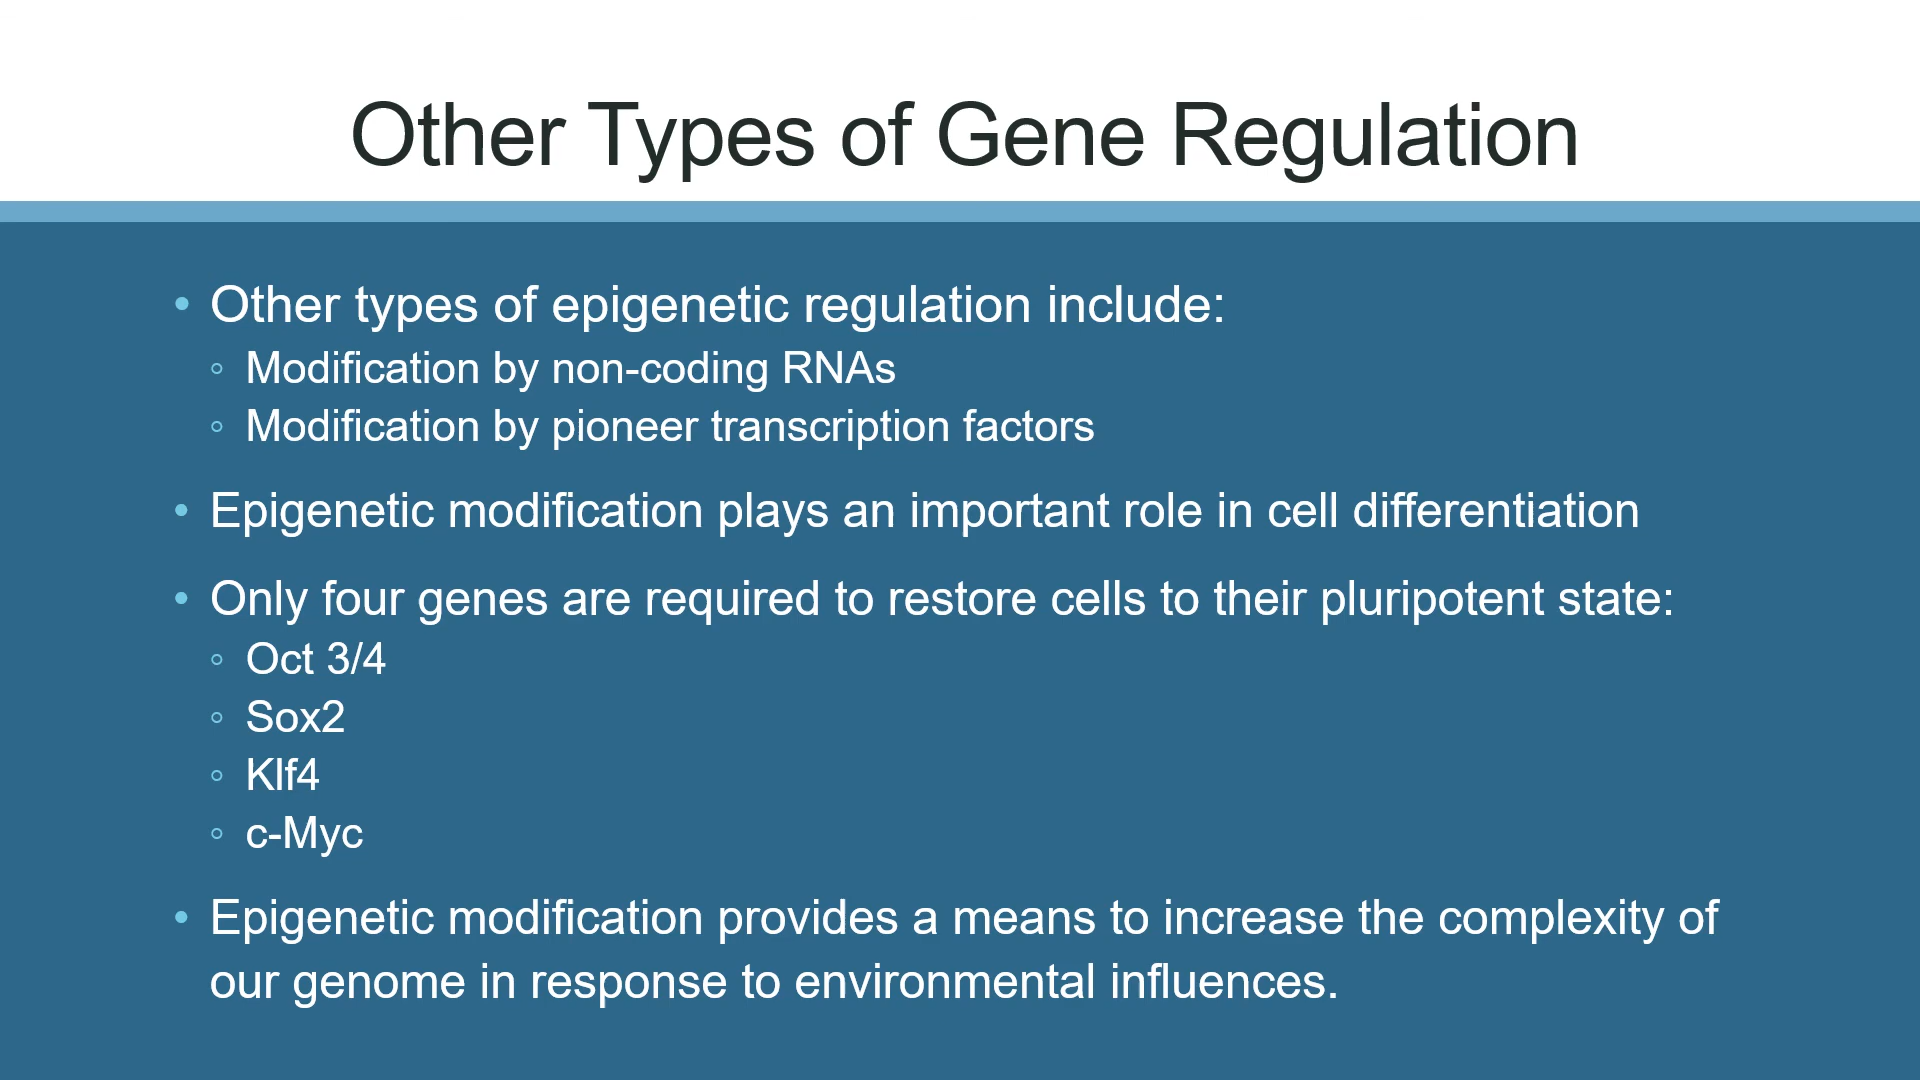 Other Types of Gene Regulation
• Other types of epigenetic regulation include:
◦ Modification by non-coding RNAs
◦ Modification by pioneer transcription factors
• Epigenetic modification plays an important role in cell differentiation
• Only four genes are required to restore cells to their pluripotent state:
◦ Oct 3/4
◦ Sox2
◦ Klf4
◦ c-Myc
• Epigenetic modification provides a means to increase the complexity of
our genome in response to environmental influences.